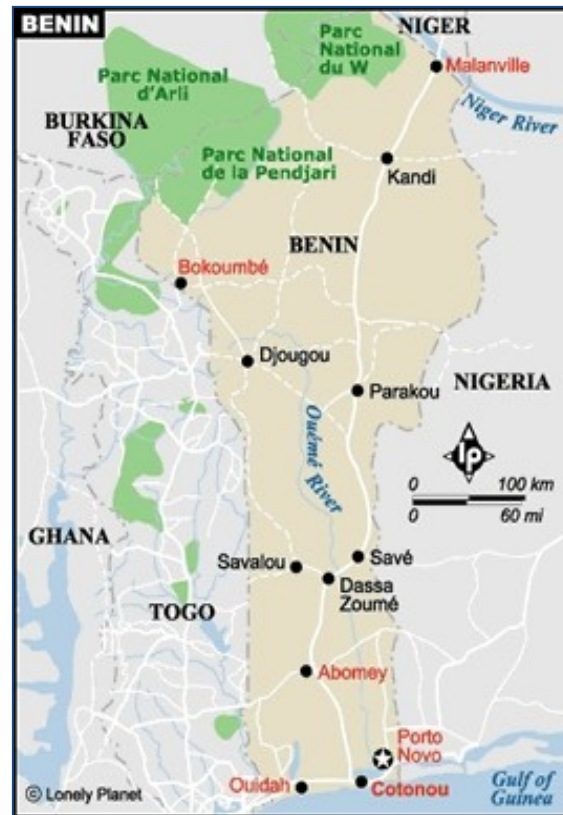 BENIN
NIGER
Parc
National
du W
Malanville
Parc National
d'Arli
Niger River
BURKINA
FASO
Parc National
de la Pendjari
Kandi
BENIN
Bokoumbé
Djougou
Parakou
NIGERIA
Ouémé River
lp
0 100 km
0 60 mi
GHANA
Savalou
Savé
Dassa
Zoumé
TOGO
Abomey
Porto
Novo
Ouidah
Cotonou
Gulf of
Guinea
© Lonely Planet